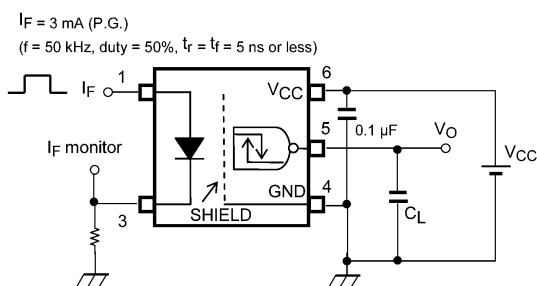 IF = 3 mA (P.G.)
(f = 50 kHz, duty = 50%, tr = tf = 5 ns or less)
1
IF
6
VCC
5
0.1 μF
VO
VCC
IF monitor
3
SHIELD
GND
4
CL